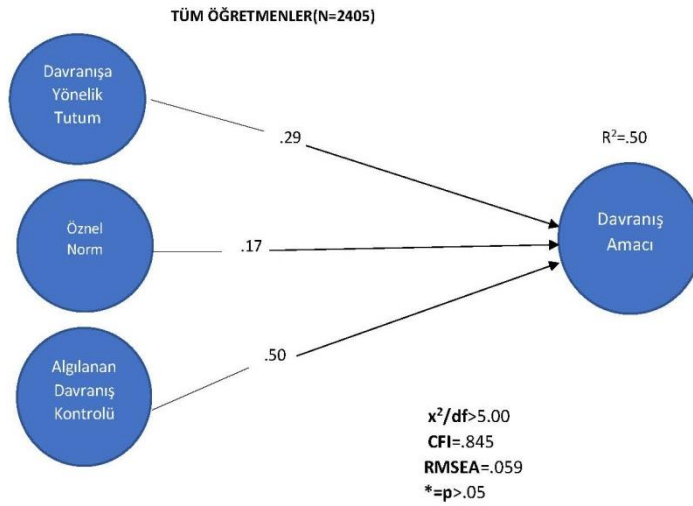 TÜM ÖĞRETMENLER(N=2405)
Davranışa
Yönelik
Tutum
.29
R²=.50
Öznel
Norm
.17
Davranış
Amacı
Algılanan
Davranış
Kontrolü
.50
x²/df>5.00
CFI=.845
RMSEA=.059
*=p>.05